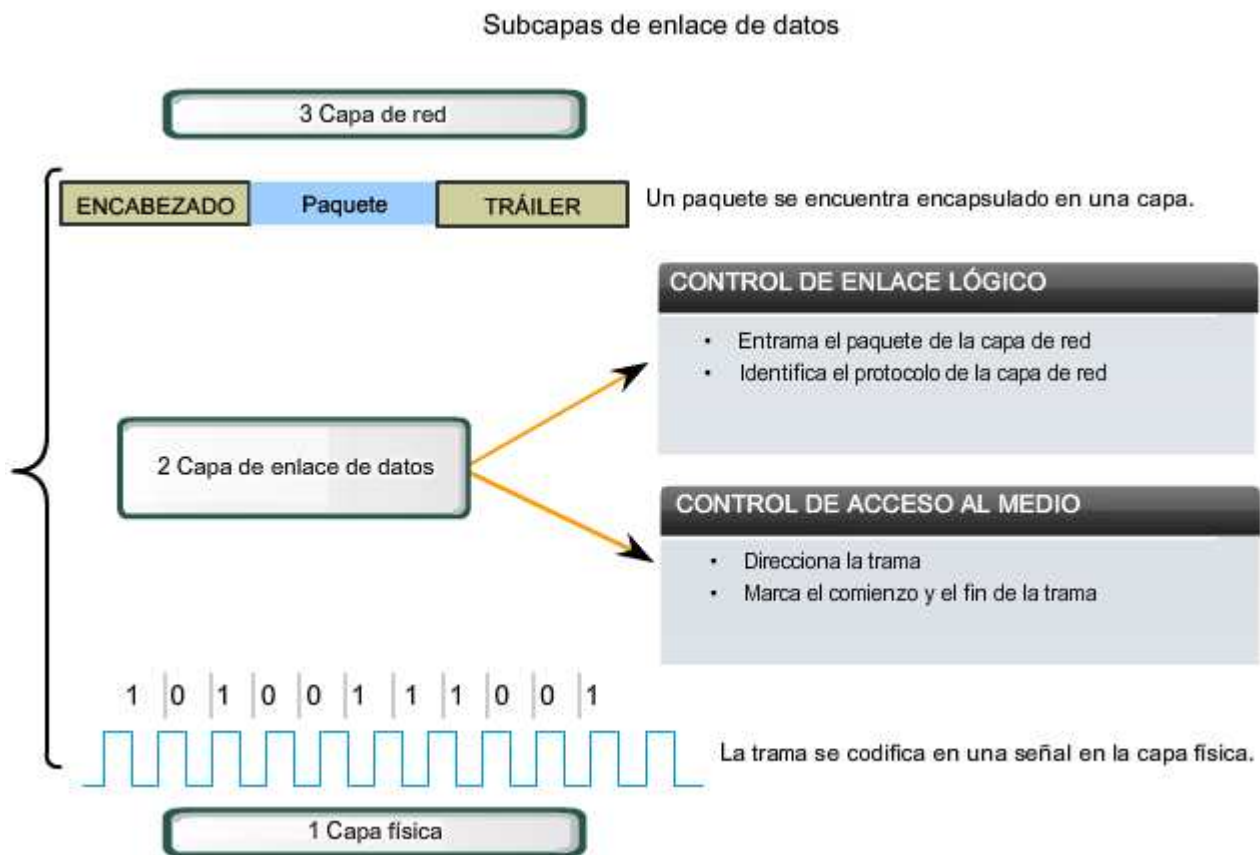 Subcapas de enlace de datos
3 Capa de red
ENCABEZADO Paquete TRÁILER
Un paquete se encuentra encapsulado en una capa.
CONTROL DE ENLACE LÓGICO
• Entrama el paquete de la capa de red
• Identifica el protocolo de la capa de red
2 Capa de enlace de datos
CONTROL DE ACCESO AL MEDIO
• Direcciona la trama
• Marca el comienzo y el fin de la trama
1 0 1 0 0 1 1 1 0 0 1
La trama se codifica en una señal en la capa física.
1 Capa física